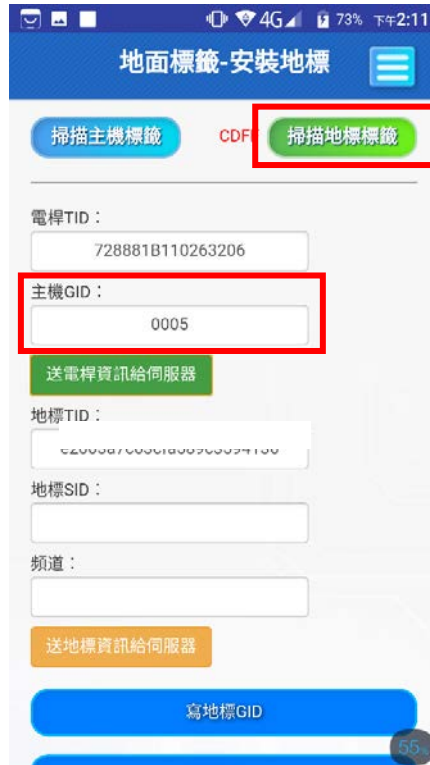 4G 73% 下午2:11
地面標籤-安裝地標
掃描主機標籤 CDF 掃描地標標籤
電桿TID：
728881B110263206
主機GID：
0005
送電桿資訊給伺服器
地標TID：
地標SID：
頻道：
送地標資訊給伺服器
寫地標GID
55%